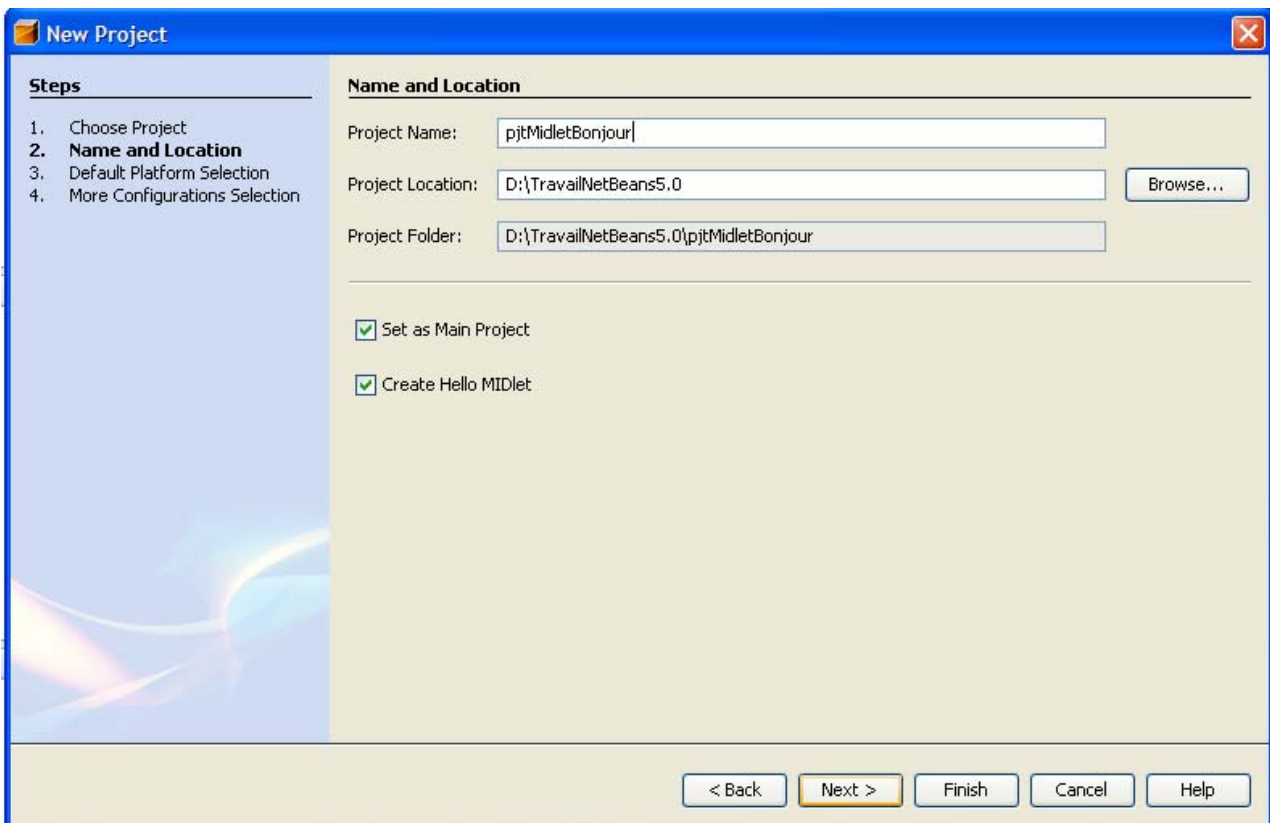 New Project
Steps
1. Choose Project
2. Name and Location
3. Default Platform Selection
4. More Configurations Selection
Name and Location
Project Name: pjtMidletBonjour
Project Location: D:\TravailNetBeans5.0 Browse...
Project Folder: D:\TravailNetBeans5.0\pjtMidletBonjour
Set as Main Project
Create Hello MIDlet
< Back Next > Finish Cancel Help